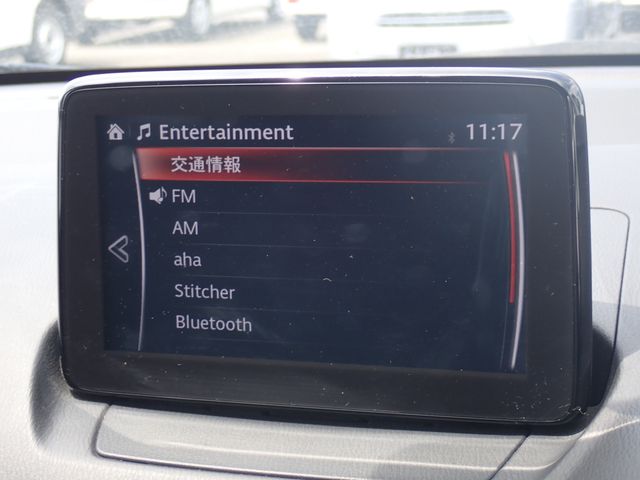 Entertainment 11:17
交通情報
FM
AM
aha
Stitcher
Bluetooth